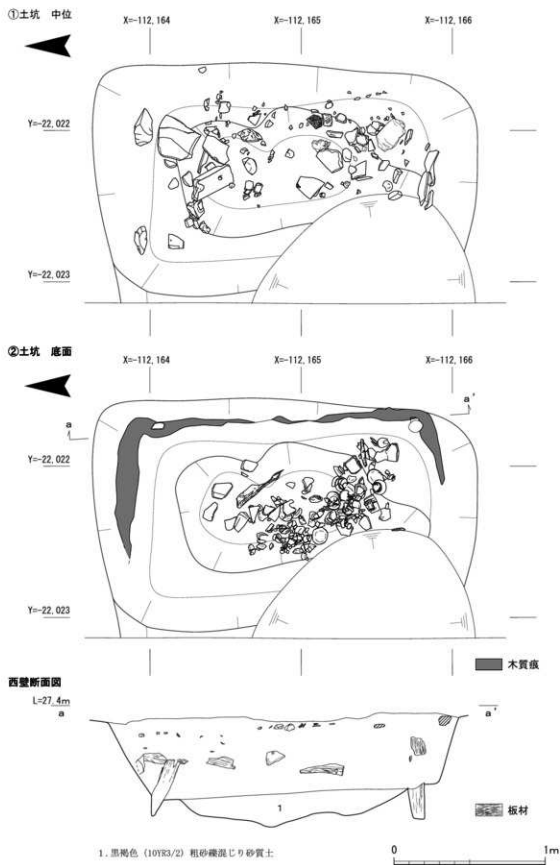 ①土坑 中位
X=-112,164 X=-112,165 X=-112,166
Y=-22,022
Y=-22,023
②土坑 底面
X=-112,164 X=-112,165 X=-112,166
a a'
Y=-22,022
Y=-22,023
木質痕
西壁断面図
L=27.4m
a a'
1
板材
1.黒褐色(10YR3/2)粗砂礫混じり砂質土
0 1m